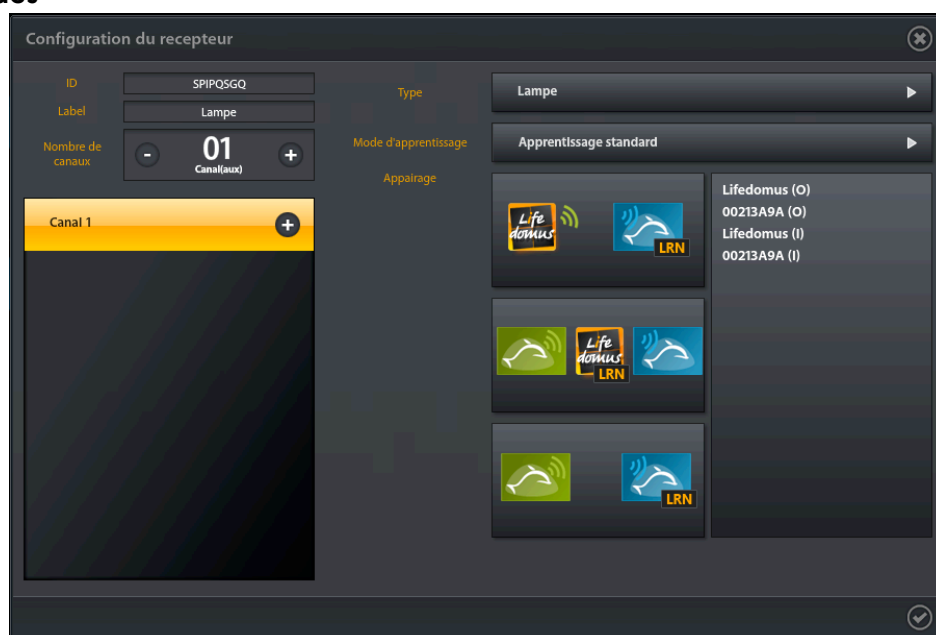 Configuration du recepteur
ID
SPIPQSGQ
Label
Lampe
Nombre de
canaux
-
01
+
Canal(aux)
Canal 1
+
Type
Lampe
Mode d'apprentissage
Apprentissage standard
Appairage
Life
domus
LRN
Life
domus
LRN
LRN
Lifedomus (O)
00213A9A (O)
Lifedomus (I)
00213A9A (I)